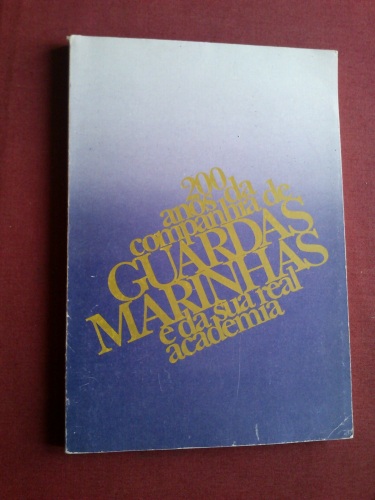 200
anos da
companhia de
GUARDAS
MARINHAS
e da sua real
academia